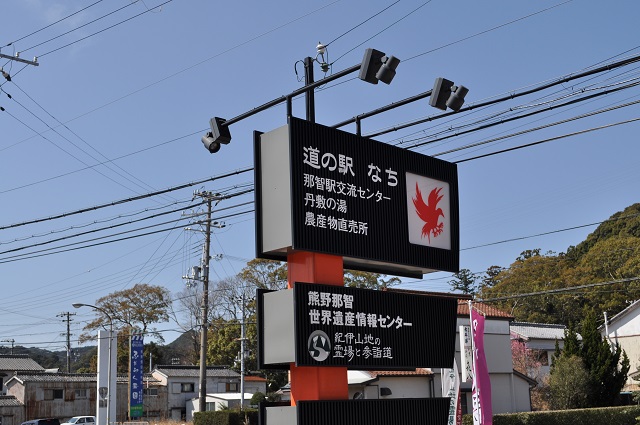 道の駅 なち
那智駅交流センター
丹敷の湯
農産物直売所
熊野那智
世界遺産情報センター
紀伊山地の
霊場と参詣道